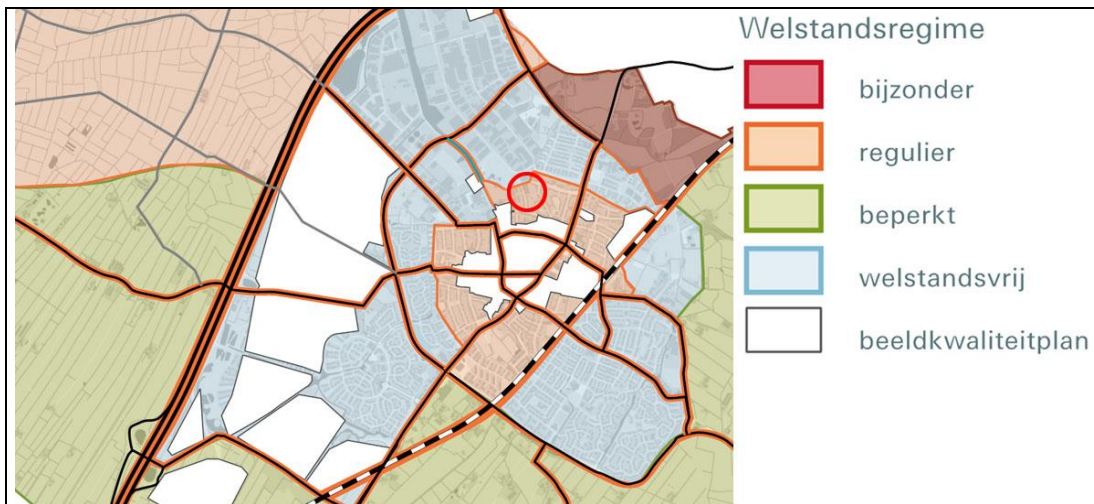 Welstandsregime
bijzonder
regulier
beperkt
welstandsvrij
beeldkwaliteitplan